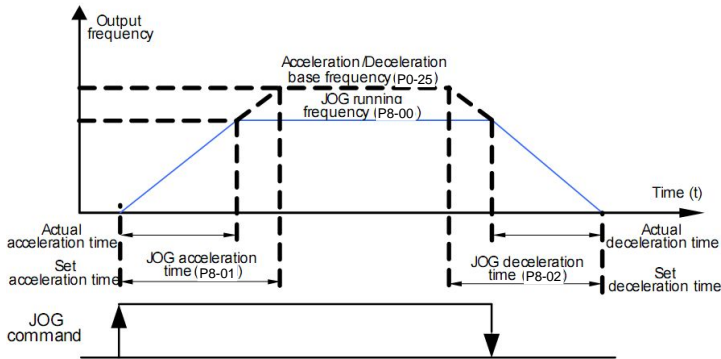 Output
frequency
Acceleration/Deceleration
base frequency(P0-25)
JOG running
frequency (P8-00)
Time (t)
Actual
acceleration time
Actual
deceleration time
JOG acceleration
time (P8-01)
JOG deceleration
time (P8-02)
Set
acceleration time
Set
deceleration time
JOG
command